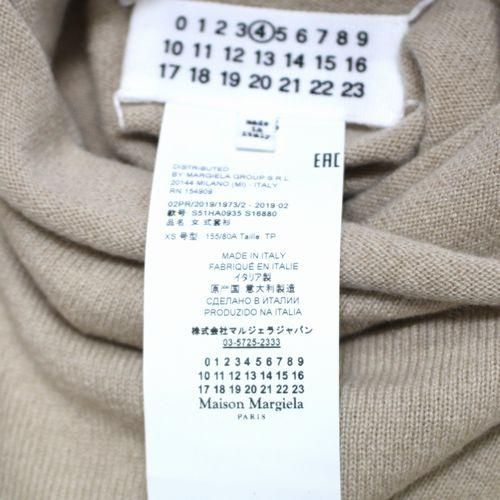 0 1 2 3 4 5 6 7 8 9
10 11 12 13 14 15 16
17 18 19 20 21 22 23
made
in
italy
DISTRIBUTED
BY MARGIELA GROUP S.R.L.
20144 MILANO (MI) - ITALY
RN 154909
EAC
02PR/2019/1973/2 - 2019 02
款号 S51HA0935 S16880
品名 女 式套衫
XS 号型: 155/80A Taille: TP
MADE IN ITALY
FABRIQUÉ EN ITALIE
イタリア製
原产国 意大利製造
СДЕЛАНО В ИТАЛИИ
PRODUZIDO NA ITALIA
株式会社マルジェラジャパン
03-5725-2333
0 1 2 3 4 5 6 7 8 9
10 11 12 13 14 15 16
17 18 19 20 21 22 23
Maison Margiela
PARIS